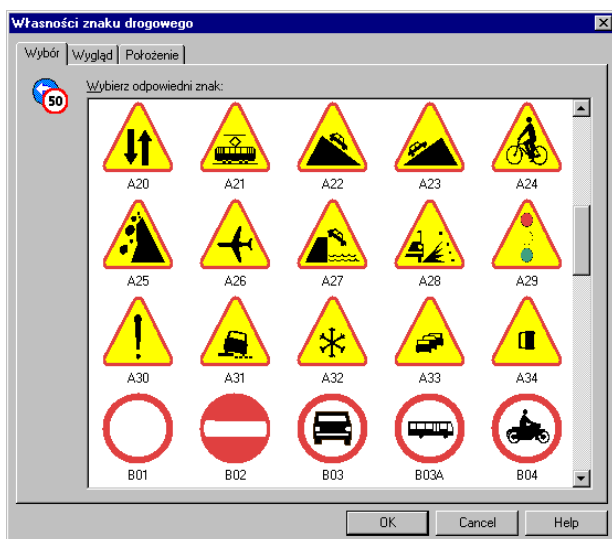 Własności znaku drogowego
Wybór Wygląd Położenie
50
Wybierz odpowiedni znak:
A20 A21 A22 A23 A24
A25 A26 A27 A28 A29
A30 A31 A32 A33 A34
B01 B02 B03 B03A B04
OK Cancel Help